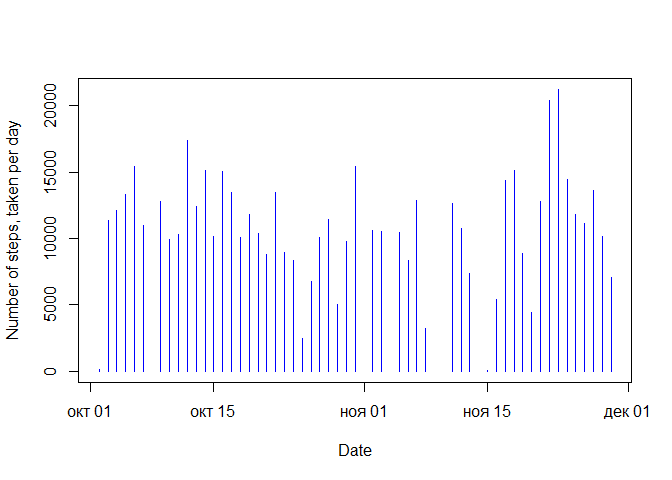 Number of steps, taken per day
20000
15000
10000
5000
0
окт 01
окт 15
ноя 01
ноя 15
дек 01
Date